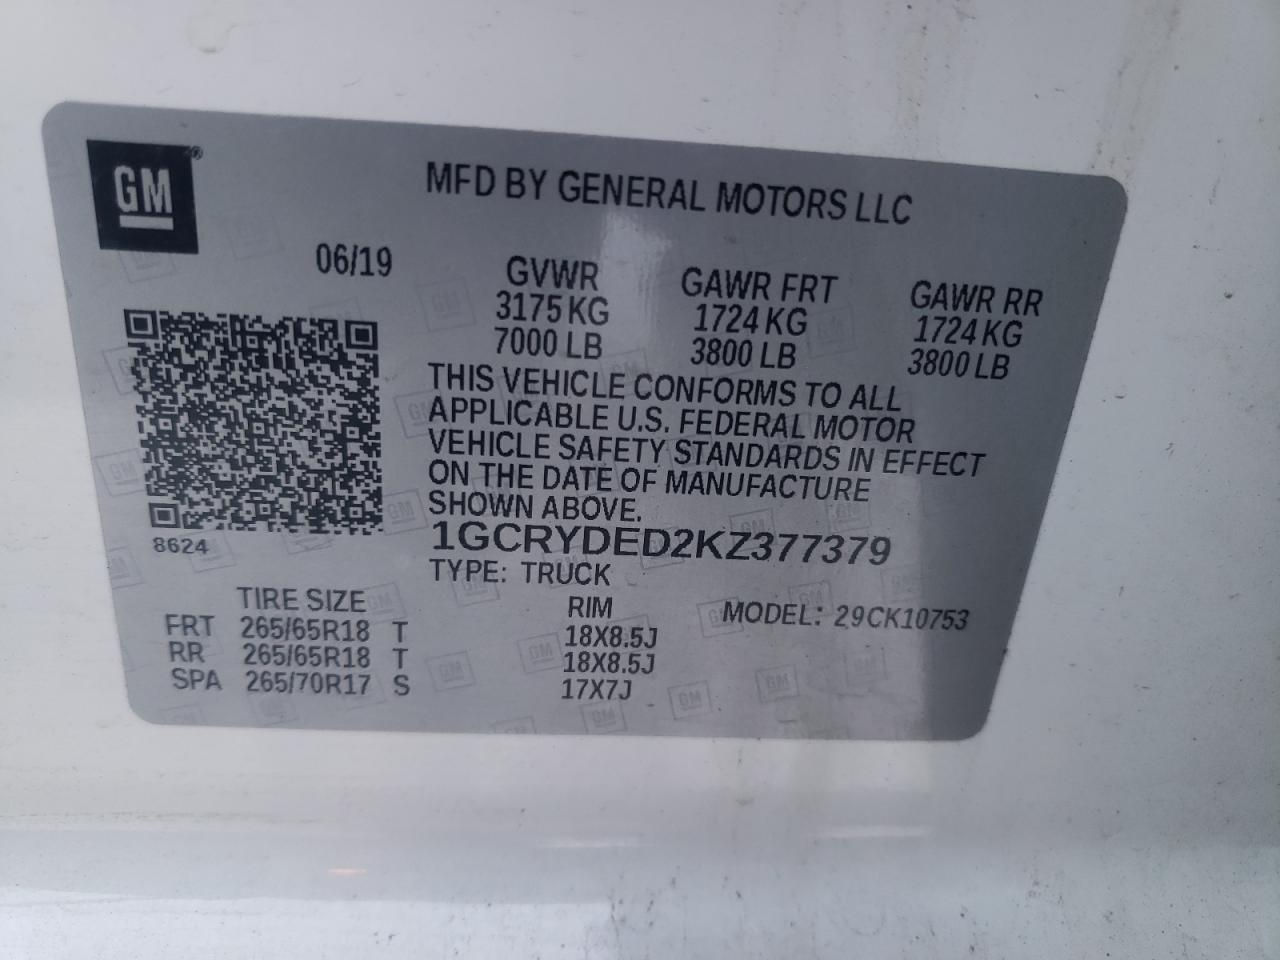 GM
MFD BY GENERAL MOTORS LLC
06/19
GVWR GAWR FRT GAWR RR
3175 KG 1724 KG 1724 KG
7000 LB 3800 LB 3800 LB
THIS VEHICLE CONFORMS TO ALL
APPLICABLE U.S. FEDERAL MOTOR
VEHICLE SAFETY STANDARDS IN EFFECT
ON THE DATE OF MANUFACTURE
SHOWN ABOVE.
8624
1GCRYDED2KZ377379
TYPE: TRUCK
TIRE SIZE RIM MODEL: 29CK10753
FRT 265/65R18 T 18X8.5J
RR 265/65R18 T 18X8.5J
SPA 265/70R17 S 17X7J